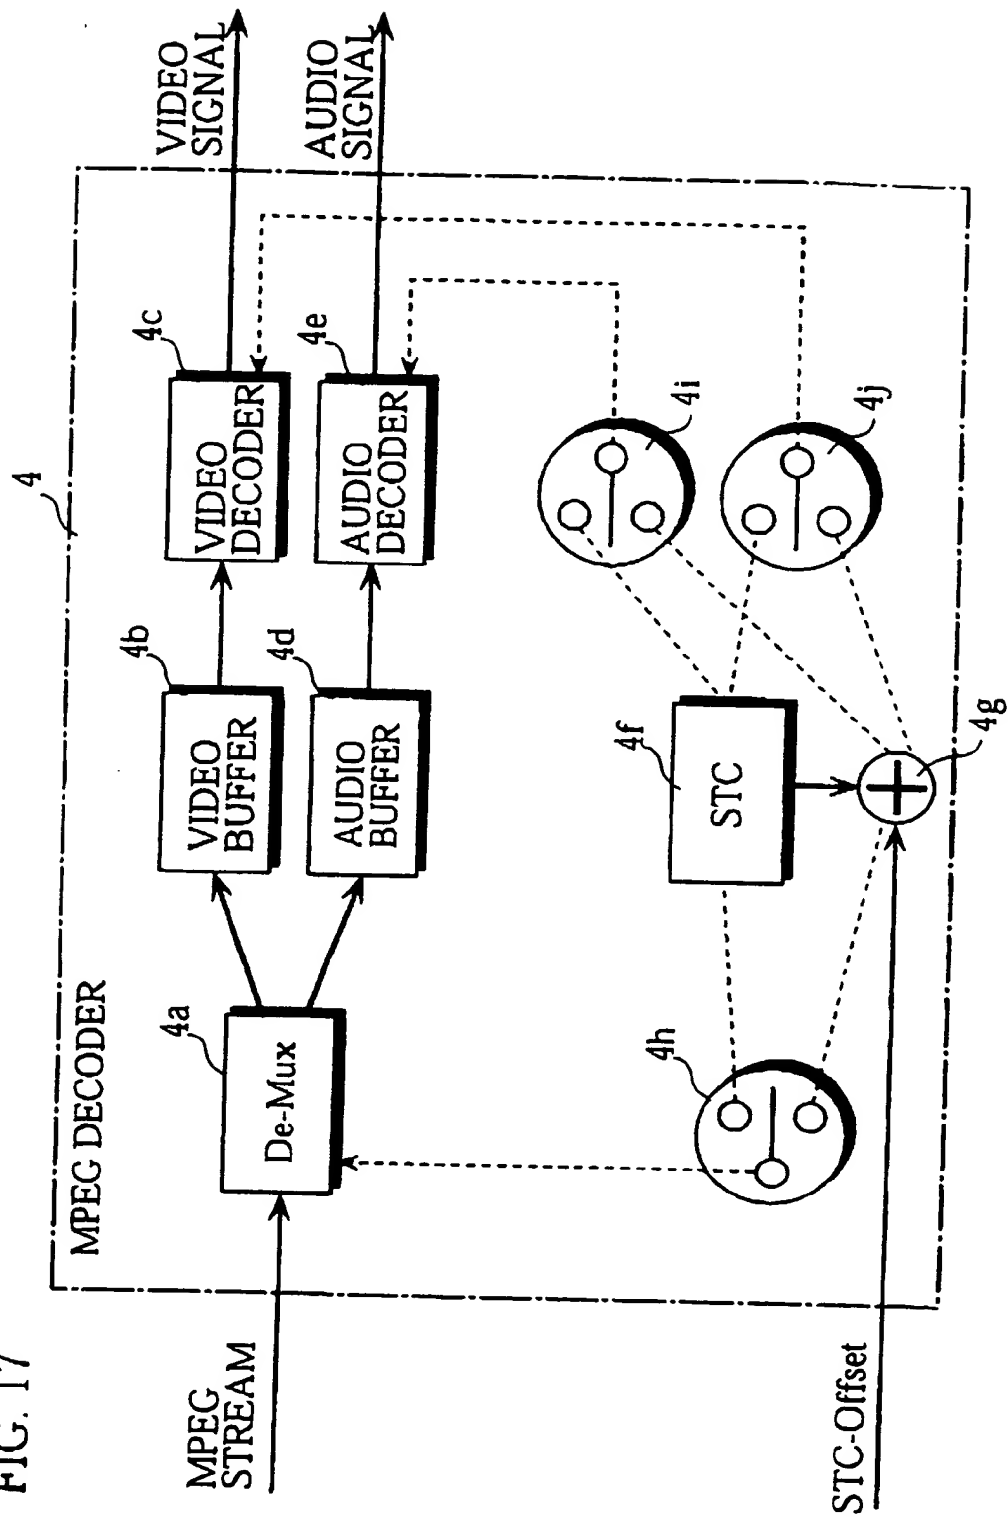 FIG. 17
MPEG DECODER
4
MPEG
STREAM
De-Mux
4a
VIDEO
BUFFER
4b
VIDEO
DECODER
4c
VIDEO
SIGNAL
AUDIO
BUFFER
4d
AUDIO
DECODER
4e
AUDIO
SIGNAL
STC
4f
4h
4i
4j
4g
STC-Offset